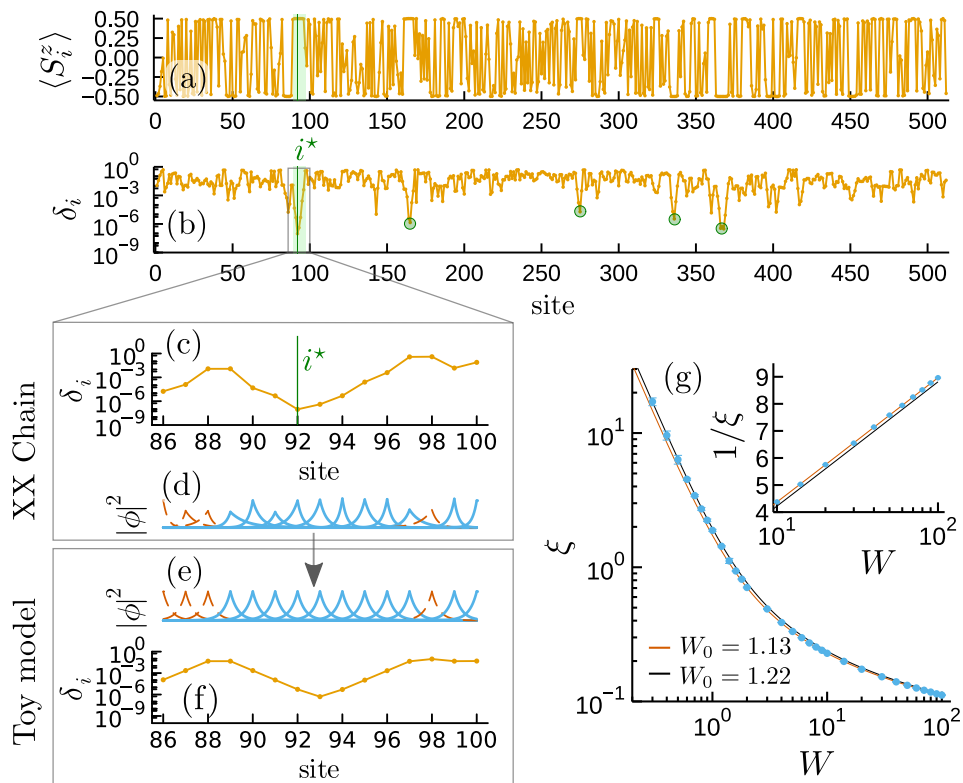 ⟨S_i^z⟩
0.50
0.25
0.00
−0.25
−0.50
(a)
0 50 100 150 200 250 300 350 400 450 500
i⋆
δ_i
10^0
10^−3
10^−6
10^−9
(b)
0 50 100 150 200 250 300 350 400 450 500
site
XX Chain
(c)
i⋆
δ_i
10^0
10^−3
10^−6
10^−9
86 88 90 92 94 96 98 100
site
(d)
|ϕ|^2
Toy model
(e)
|ϕ|^2
δ_i
10^0
10^−3
10^−6
10^−9
(f)
86 88 90 92 94 96 98 100
site
(g)
ξ
10^1
10^0
10^−1
W_0 = 1.13
W_0 = 1.22
10^0 10^1 10^2
W
1/ξ
9
8
7
6
5
4
10^1 10^2
W